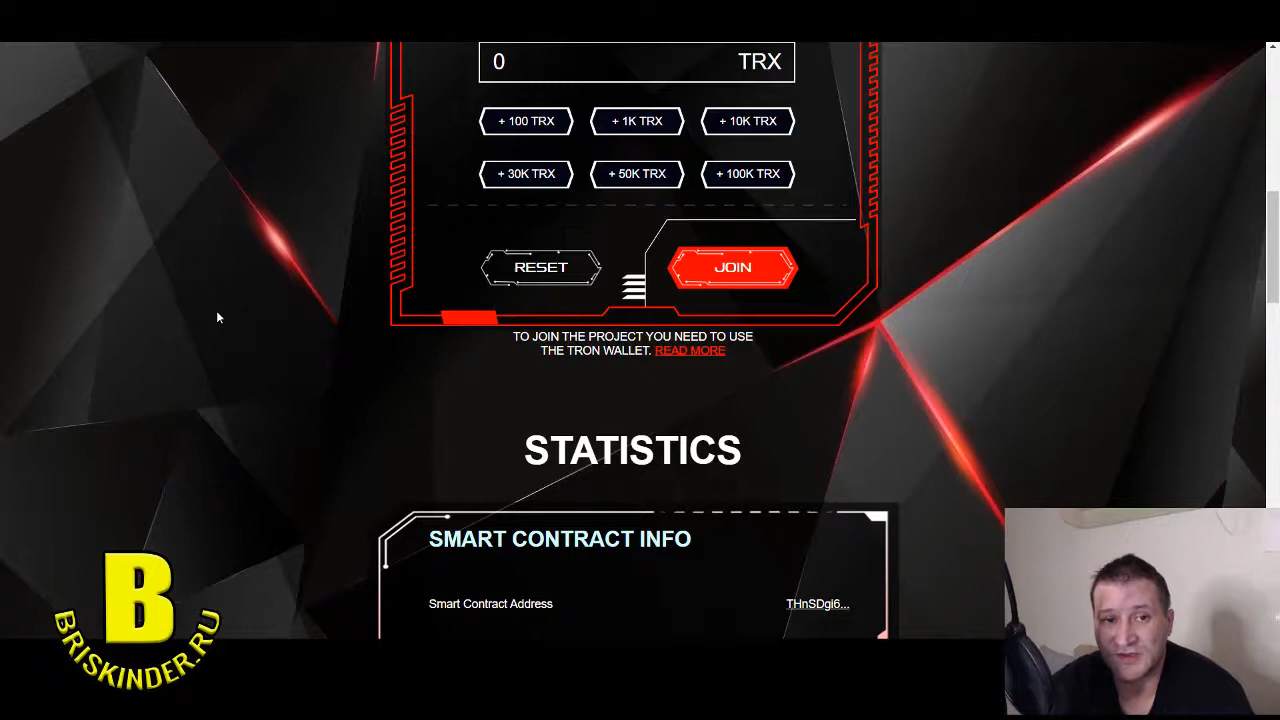 0 TRX
+ 100 TRX + 1K TRX + 10K TRX
+ 30K TRX + 50K TRX + 100K TRX
RESET JOIN
TO JOIN THE PROJECT YOU NEED TO USE
THE TRON WALLET. READ MORE
STATISTICS
SMART CONTRACT INFO
Smart Contract Address THnSDgi6...
B
BRISKINDER.RU